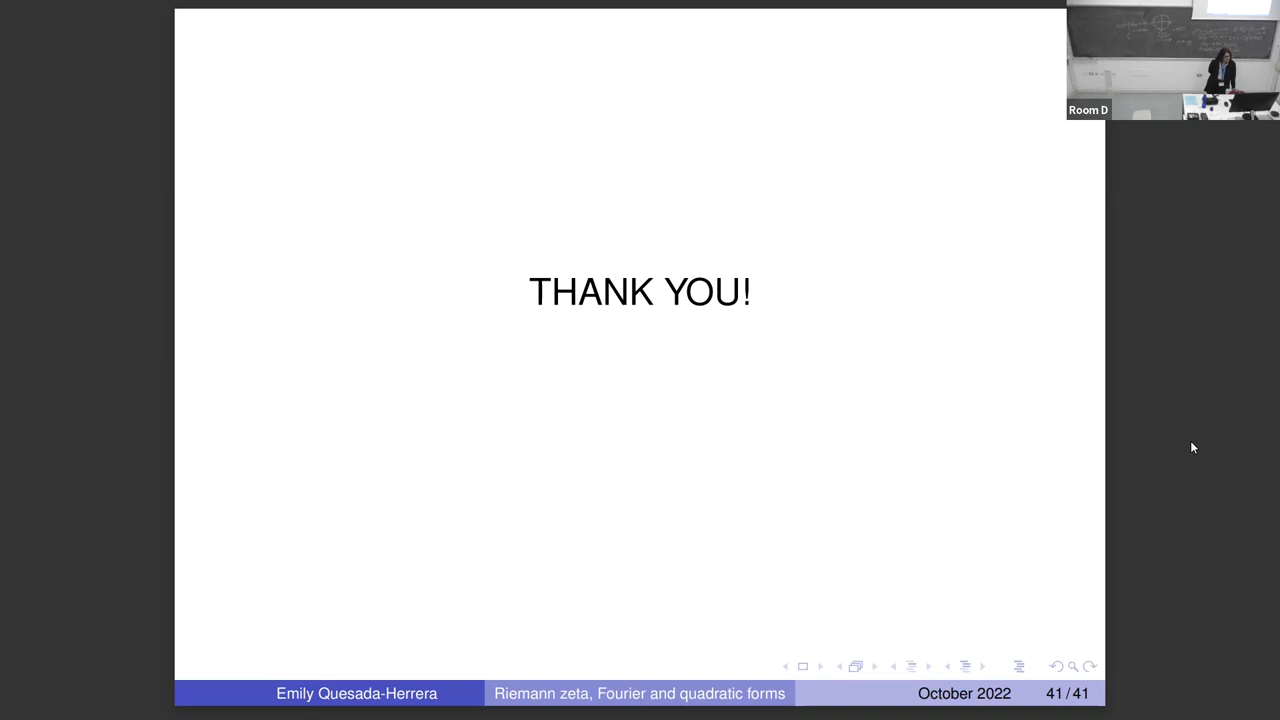 Room D
THANK YOU!
Emily Quesada-Herrera
Riemann zeta, Fourier and quadratic forms
October 2022
41 / 41